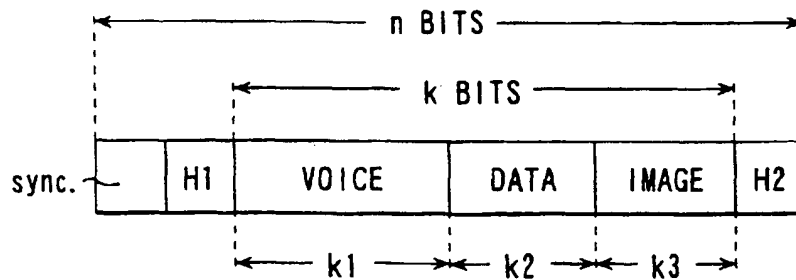 n BITS
k BITS
sync. H1 VOICE DATA IMAGE H2
k1 k2 k3